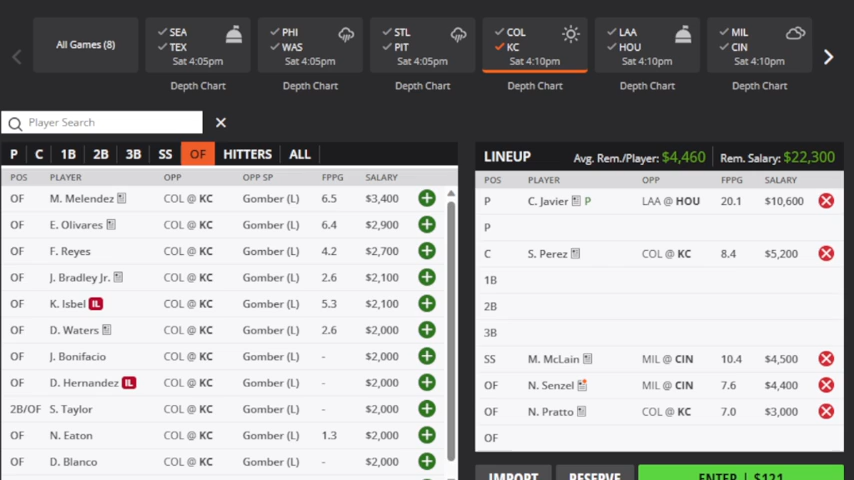 All Games (8)
SEA
TEX
Sat 4:05pm
Depth Chart
PHI
WAS
Sat 4:05pm
Depth Chart
STL
PIT
Sat 4:05pm
Depth Chart
COL
KC
Sat 4:10pm
Depth Chart
LAA
HOU
Sat 4:10pm
Depth Chart
MIL
CIN
Sat 4:10pm
Depth Chart
Player Search
P C 1B 2B 3B SS OF HITTERS ALL
POS PLAYER OPP OPP SP FPPG SALARY
OF M. Melendez COL @ KC Gomber (L) 6.5 $3,400
OF E. Olivares COL @ KC Gomber (L) 6.4 $2,900
OF F. Reyes COL @ KC Gomber (L) 4.2 $2,700
OF J. Bradley Jr. COL @ KC Gomber (L) 2.6 $2,100
OF K. Isbel IL COL @ KC Gomber (L) 5.3 $2,100
OF D. Waters COL @ KC Gomber (L) 2.6 $2,000
OF J. Bonifacio COL @ KC Gomber (L) - $2,000
OF D. Hernandez IL COL @ KC Gomber (L) - $2,000
2B/OF S. Taylor COL @ KC Gomber (L) - $2,000
OF N. Eaton COL @ KC Gomber (L) 1.3 $2,000
OF D. Blanco COL @ KC Gomber (L) - $2,000
LINEUP Avg. Rem./Player: $4,460 Rem. Salary: $22,300
POS PLAYER OPP FPPG SALARY
P C. Javier P LAA @ HOU 20.1 $10,600
P
C S. Perez COL @ KC 8.4 $5,200
1B
2B
3B
SS M. McLain MIL @ CIN 10.4 $4,500
OF N. Senzel MIL @ CIN 7.6 $4,400
OF N. Pratto COL @ KC 7.0 $3,000
OF
IMPORT RESERVE ENTER | $121